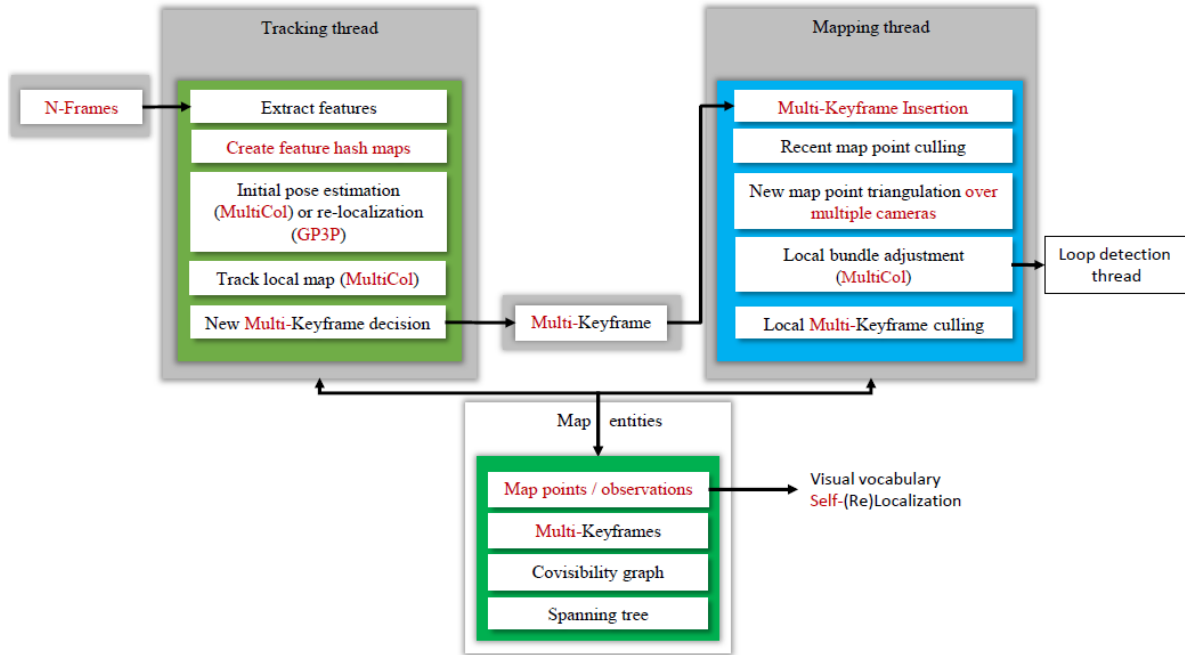 Tracking thread
N-Frames
Extract features
Create feature hash maps
Initial pose estimation
(MultiCol) or re-localization
(GP3P)
Track local map (MultiCol)
New Multi-Keyframe decision
Multi-Keyframe
Mapping thread
Multi-Keyframe Insertion
Recent map point culling
New map point triangulation over
multiple cameras
Local bundle adjustment
(MultiCol)
Local Multi-Keyframe culling
Loop detection
thread
Map entities
Map points / observations
Multi-Keyframes
Covisibility graph
Spanning tree
Visual vocabulary
Self-(Re)Localization